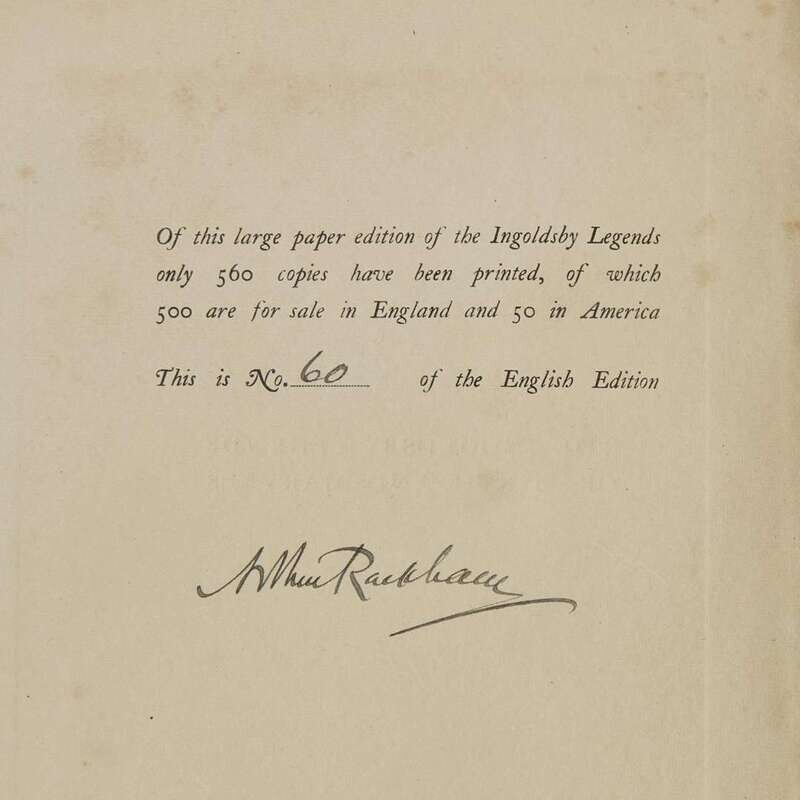 Of this large paper edition of the Ingoldsby Legends
only 560 copies have been printed, of which
500 are for sale in England and 50 in America
This is No. 60 of the English Edition
Arthur Rackham